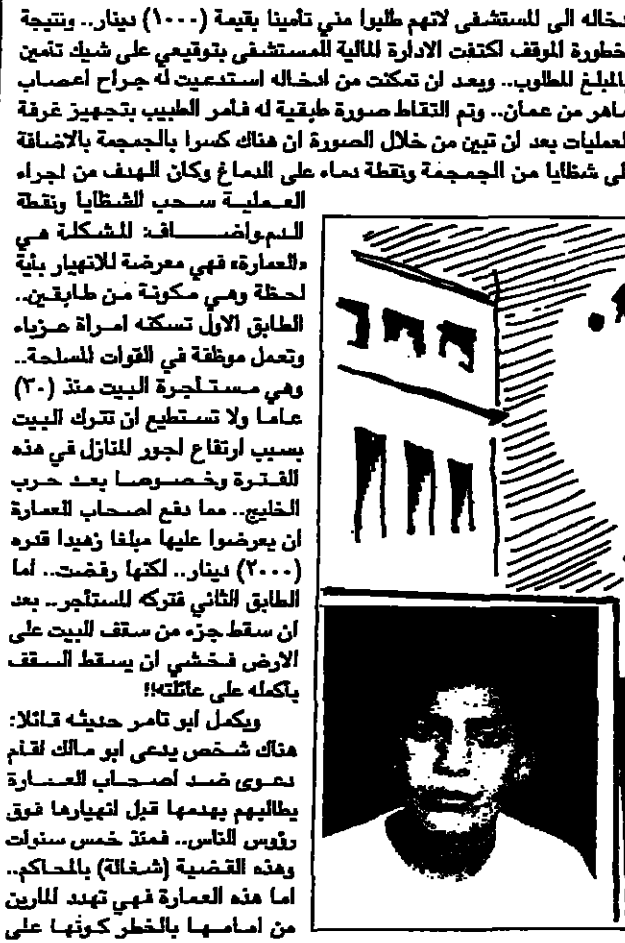 دخاله الى المستشفى لانهم طلبوا مني تأمينا بقيمة (١٠٠٠) دينار.. ونتيجة
خطورة الموقف اكتفت الادارة المالية للمستشفى بتوقيعي على شيك تأمين
بالمبلغ المطلوب.. وبعد ان تمكنت من ادخاله استدعيت له جراح اعصاب
ماهر من عمان.. وتم التقاط صورة طبقية له فأمر الطبيب بتجهيز غرفة
لعمليات بعد ان تبين من خلال الصورة ان هناك كسرا بالجمجمة بالاضافة
لى شظايا من الجمجمة ونقطة دماء على الدماغ وكان الهدف من اجراء
العملية سحب الشظايا ونقطة
الدم واضاف: المشكلة هي
«العمارة» فهي معرضة للانهيار بأية
لحظة وهي مكونة من طابقين..
الطابق الاول تسكنه امرأة عزباء
وتعمل موظفة في القوات المسلحة..
وهي مستأجرة البيت منذ (٢٠)
عاما ولا تستطيع ان تترك البيت
بسبب ارتفاع اجور المنازل في هذه
الفترة وخصوصا بعد حرب
الخليج.. مما دفع اصحاب العمارة
ان يعرضوا عليها مبلغا زهيدا قدره
(٢٠٠٠) دينار.. لكنها رفضت.. اما
الطابق الثاني فتركه المستأجر.. بعد
ان سقط جزء من سقف البيت على
الارض فخشي ان يسقط السقف
بأكمله على عائلته!!
ويكمل ابو تامر حديثه قائلا:
هناك شخص يدعى ابو مالك اقام
دعوى ضد اصحاب العمارة
يطالبهم بهدمها قبل انهيارها فوق
رؤوس الناس.. فمنذ خمس سنوات
وهذه القضية (شغالة) بالمحاكم..
اما هذه العمارة فهي تهدد المارين
من امامها بالخطر كونها على